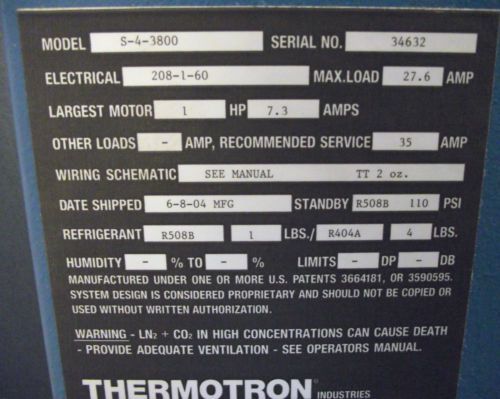 MODEL S-4-3800 SERIAL NO. 34632
ELECTRICAL 208-1-60 MAX.LOAD 27.6 AMP
LARGEST MOTOR 1 HP 7.3 AMPS
OTHER LOADS - AMP, RECOMMENDED SERVICE 35 AMP
WIRING SCHEMATIC SEE MANUAL TT 2 oz.
DATE SHIPPED 6-8-04 MFG STANDBY R508B 110 PSI
REFRIGERANT R508B 1 LBS./ R404A 4 LBS.
HUMIDITY - % TO - % LIMITS - DP - DB
MANUFACTURED UNDER ONE OR MORE U.S. PATENTS 3664181, OR 3590595.
SYSTEM DESIGN IS CONSIDERED PROPRIETARY AND SHOULD NOT BE COPIED OR
USED WITHOUT WRITTEN AUTHORIZATION.
WARNING - LN2 + CO2 IN HIGH CONCENTRATIONS CAN CAUSE DEATH
- PROVIDE ADEQUATE VENTILATION - SEE OPERATORS MANUAL.
THERMOTRON® INDUSTRIES